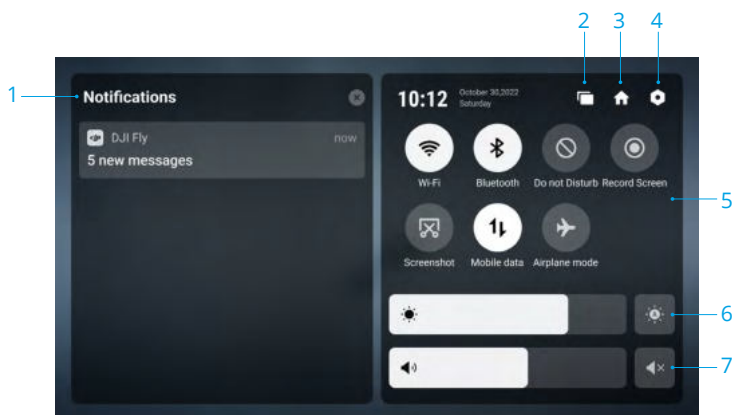 2 3 4
1
Notifications
DJI Fly now
5 new messages
10:12
October 30,2022
Saturday
Wi-Fi Bluetooth Do not Disturb Record Screen
5
Screenshot Mobile data Airplane mode
6
7